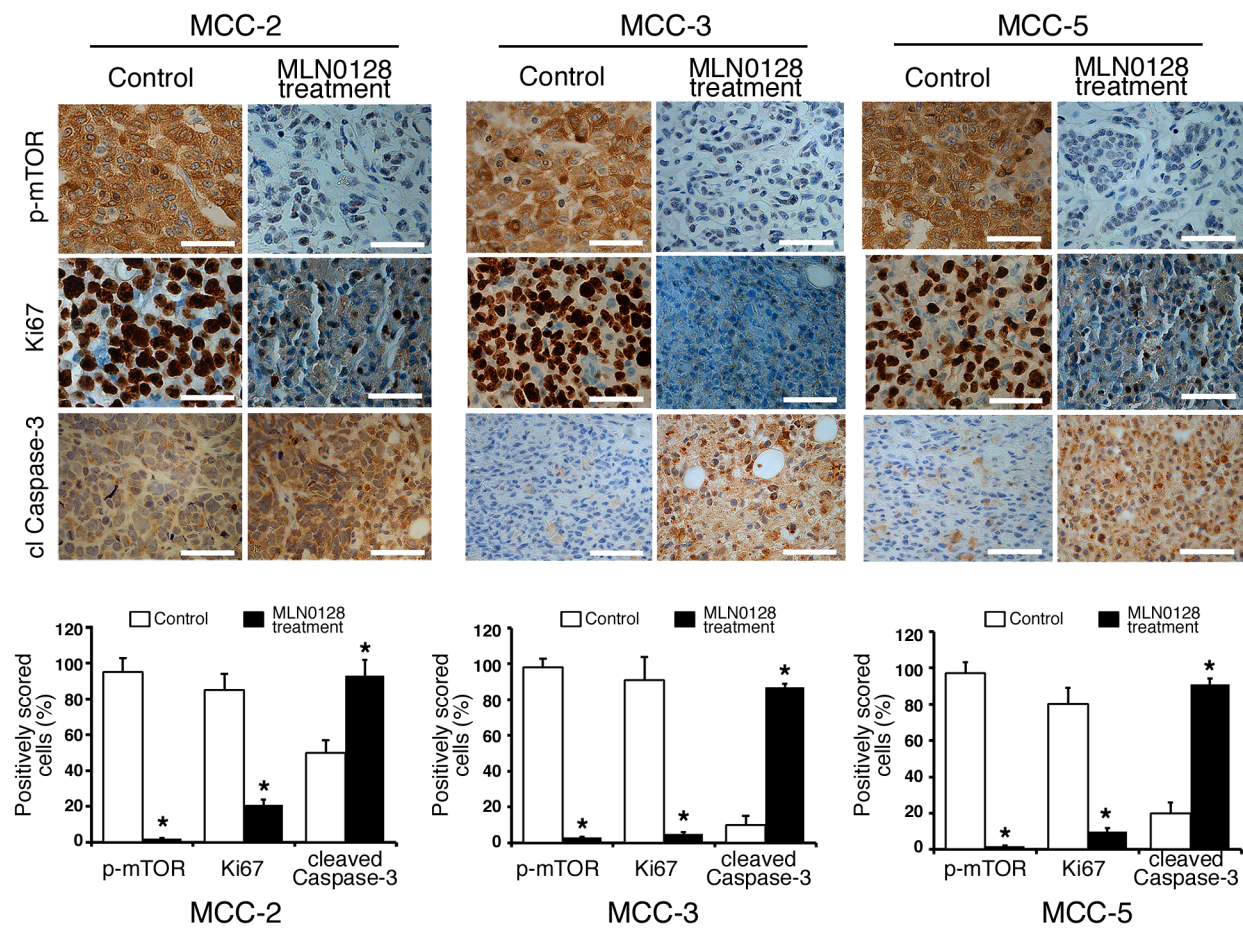 MCC-2
MCC-3
MCC-5
Control
MLN0128
treatment
Control
MLN0128
treatment
Control
MLN0128
treatment
p-mTOR
Ki67
cl Caspase-3
Control
MLN0128
treatment
Positively scored
cells (%)
120
100
80
60
40
20
0
*
*
*
p-mTOR
Ki67
cleaved
Caspase-3
MCC-2
Control
MLN0128
treatment
Positively scored
cells (%)
120
100
80
60
40
20
0
*
*
*
p-mTOR
Ki67
cleaved
Caspase-3
MCC-3
Control
MLN0128
treatment
Positively scored
cells (%)
120
100
80
60
40
20
0
*
*
*
p-mTOR
Ki67
cleaved
Caspase-3
MCC-5